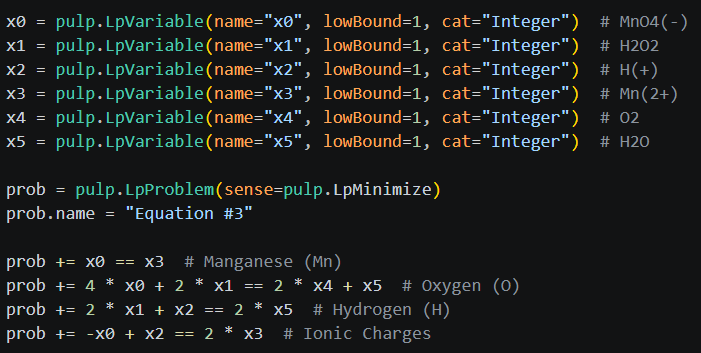 x0 = pulp.LpVariable(name="x0", lowBound=1, cat="Integer")  # MnO4(-)
x1 = pulp.LpVariable(name="x1", lowBound=1, cat="Integer")  # H2O2
x2 = pulp.LpVariable(name="x2", lowBound=1, cat="Integer")  # H(+)
x3 = pulp.LpVariable(name="x3", lowBound=1, cat="Integer")  # Mn(2+)
x4 = pulp.LpVariable(name="x4", lowBound=1, cat="Integer")  # O2
x5 = pulp.LpVariable(name="x5", lowBound=1, cat="Integer")  # H2O
prob = pulp.LpProblem(sense=pulp.LpMinimize)
prob.name = "Equation #3"
prob += x0 == x3  # Manganese (Mn)
prob += 4 * x0 + 2 * x1 == 2 * x4 + x5  # Oxygen (O)
prob += 2 * x1 + x2 == 2 * x5  # Hydrogen (H)
prob += -x0 + x2 == 2 * x3  # Ionic Charges